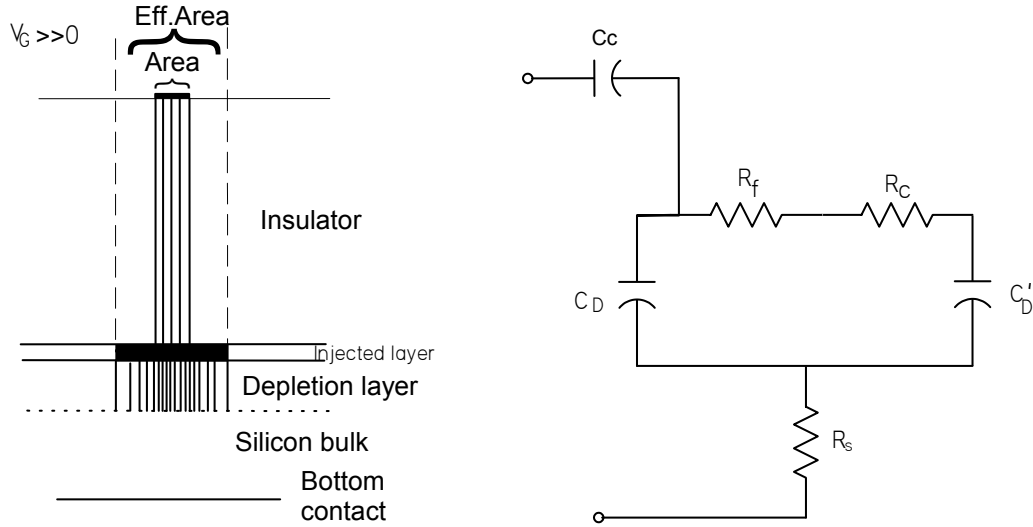 Eff.Area
V_G >>0
Area
Insulator
Injected layer
Depletion layer
Silicon bulk
Bottom
contact
Cc
R_f
R_C
C_D
C_D'
R_s